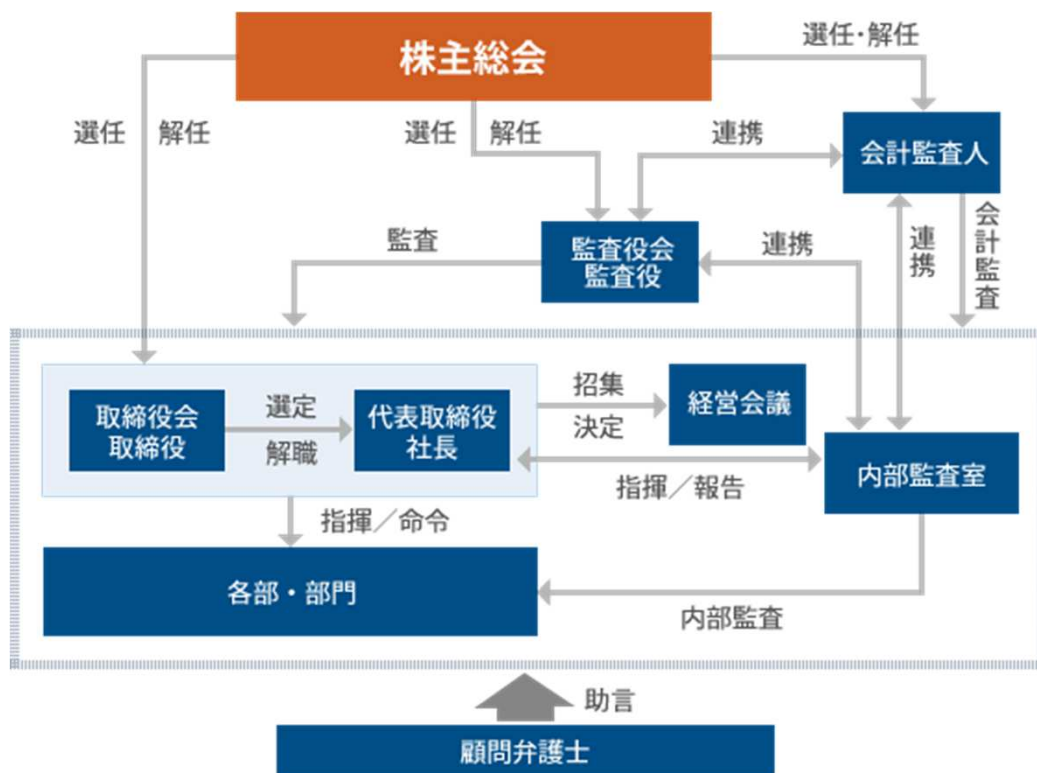 株主総会
選任・解任
選任
解任
選任
解任
連携
会計監査人
監査
監査役会
監査役
連携
連携
会計監査
取締役会
取締役
選定
解職
代表取締役
社長
招集
決定
経営会議
指揮／報告
内部監査室
指揮／命令
各部・部門
内部監査
助言
顧問弁護士